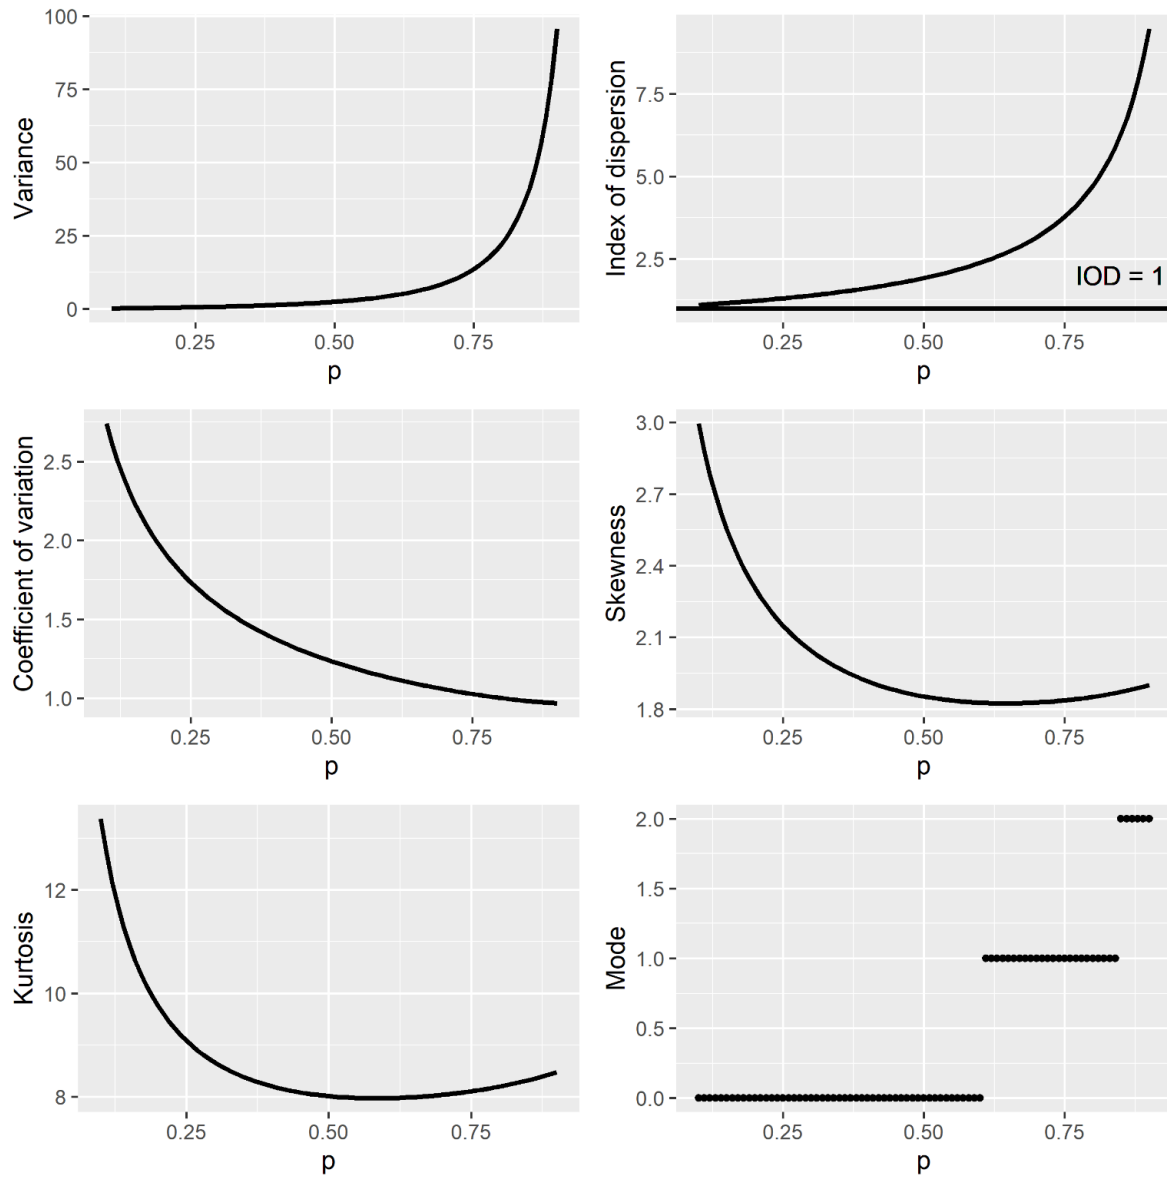 Variance
100
75
50
25
0
0.25 0.50 0.75
p
Index of dispersion
7.5
5.0
2.5
IOD = 1
0.25 0.50 0.75
p
Coefficient of variation
2.5
2.0
1.5
1.0
0.25 0.50 0.75
p
Skewness
3.0
2.7
2.4
2.1
1.8
0.25 0.50 0.75
p
Kurtosis
12
10
8
0.25 0.50 0.75
p
Mode
2.0
1.5
1.0
0.5
0.0
0.25 0.50 0.75
p